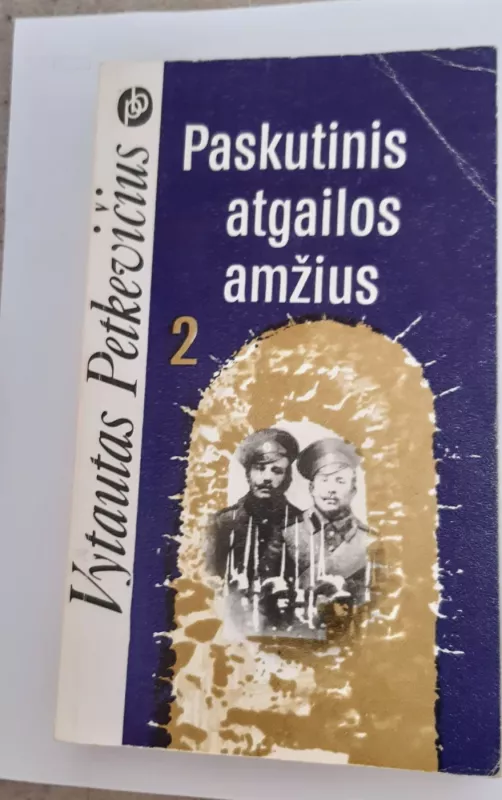 Vytautas Petkevičius
Paskutinis
atgailos
amžius
2